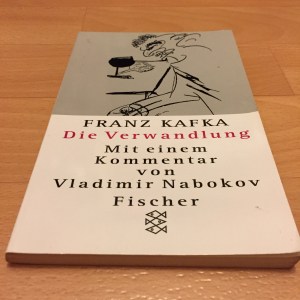 FRANZ KAFKA
Die Verwandlung
Mit einem
Kommentar
von
Vladimir Nabokov
Fischer